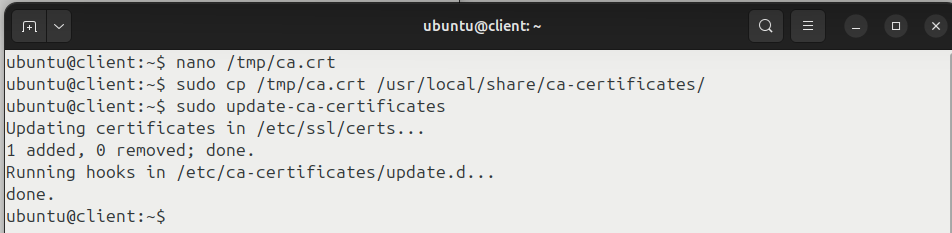 ubuntu@client: ~
ubuntu@client:~$ nano /tmp/ca.crt
ubuntu@client:~$ sudo cp /tmp/ca.crt /usr/local/share/ca-certificates/
ubuntu@client:~$ sudo update-ca-certificates
Updating certificates in /etc/ssl/certs...
1 added, 0 removed; done.
Running hooks in /etc/ca-certificates/update.d...
done.
ubuntu@client:~$